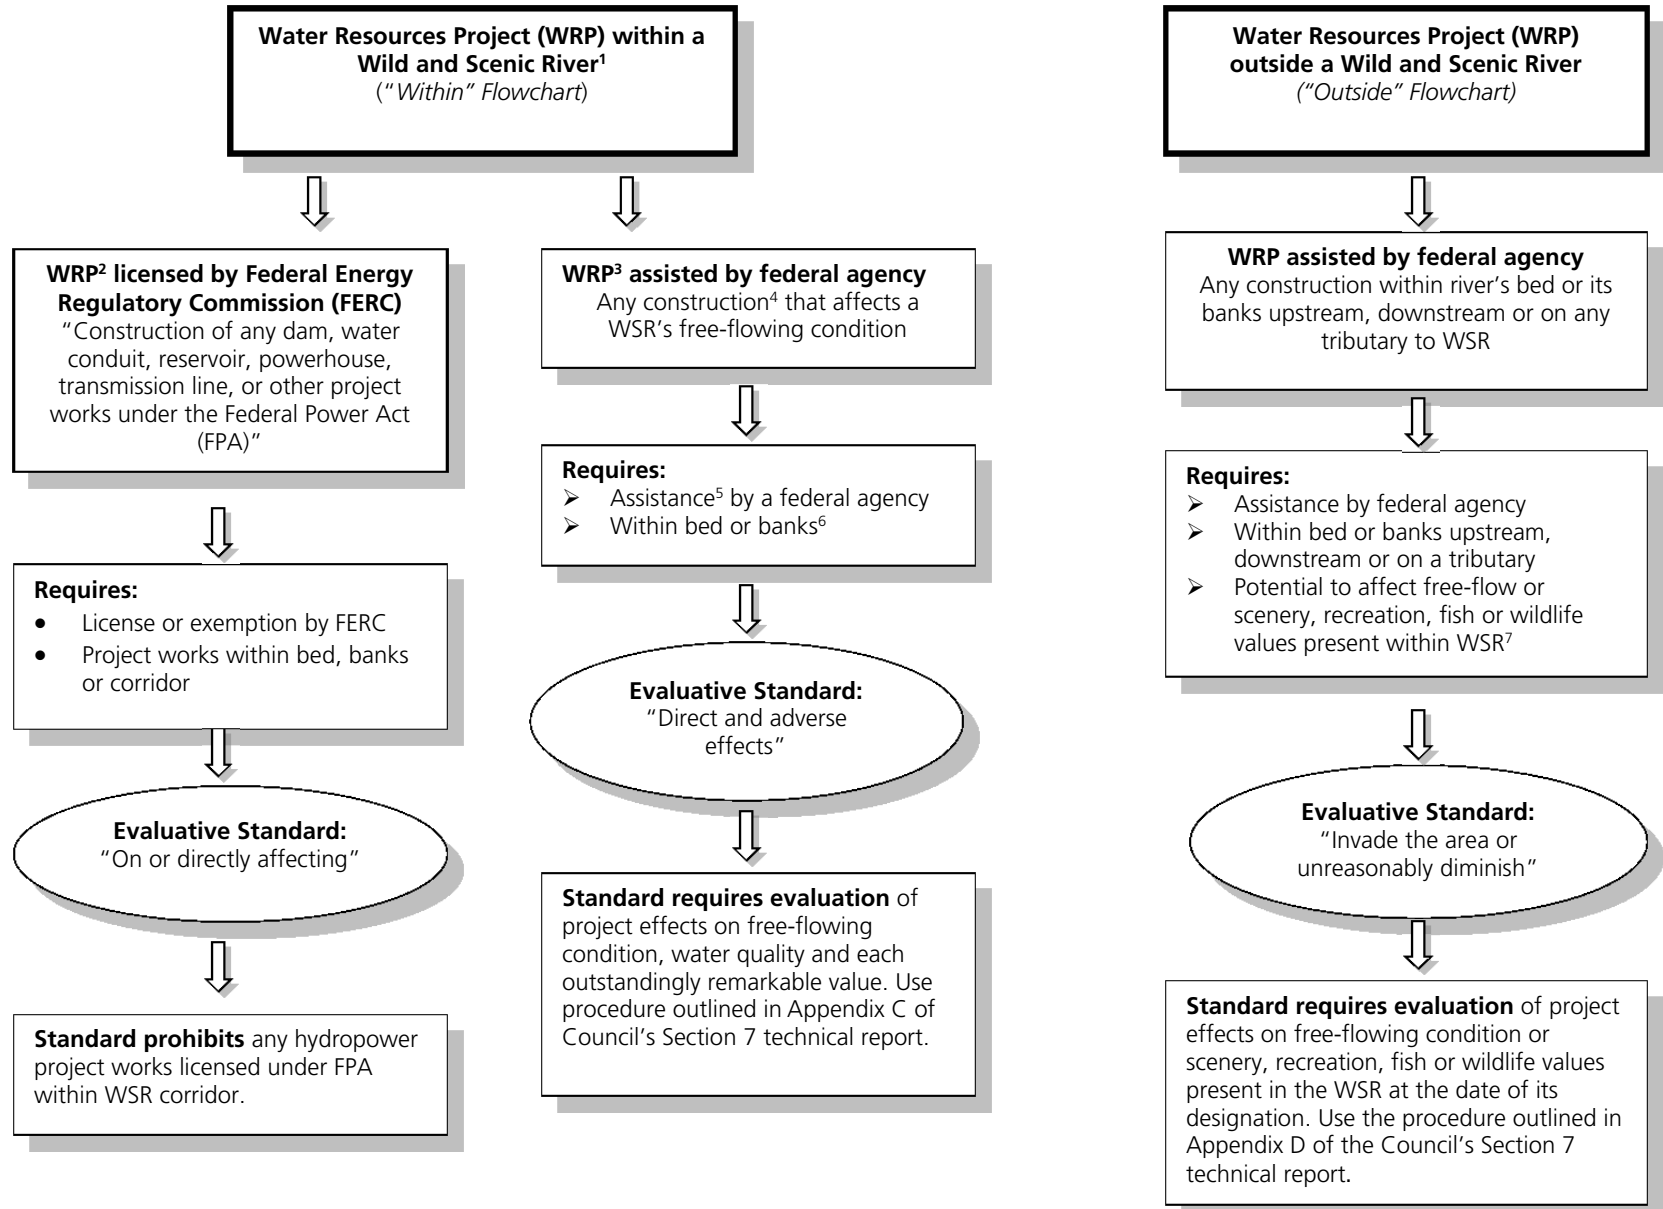 Water Resources Project (WRP) within a
Wild and Scenic River¹
(“Within” Flowchart)
WRP² licensed by Federal Energy
Regulatory Commission (FERC)
“Construction of any dam, water
conduit, reservoir, powerhouse,
transmission line, or other project
works under the Federal Power Act
(FPA)”
Requires:
• License or exemption by FERC
• Project works within bed, banks
or corridor
Evaluative Standard:
“On or directly affecting”
Standard prohibits any hydropower
project works licensed under FPA
within WSR corridor.
WRP³ assisted by federal agency
Any construction⁴ that affects a
WSR’s free-flowing condition
Requires:
➢ Assistance⁵ by a federal agency
➢ Within bed or banks⁶
Evaluative Standard:
“Direct and adverse
effects”
Standard requires evaluation of
project effects on free-flowing
condition, water quality and each
outstandingly remarkable value. Use
procedure outlined in Appendix C of
Council’s Section 7 technical report.
Water Resources Project (WRP)
outside a Wild and Scenic River
(“Outside” Flowchart)
WRP assisted by federal agency
Any construction within river’s bed or its
banks upstream, downstream or on any
tributary to WSR
Requires:
➢ Assistance by federal agency
➢ Within bed or banks upstream,
downstream or on a tributary
➢ Potential to affect free-flow or
scenery, recreation, fish or wildlife
values present within WSR⁷
Evaluative Standard:
“Invade the area or
unreasonably diminish”
Standard requires evaluation of project
effects on free-flowing condition or
scenery, recreation, fish or wildlife values
present in the WSR at the date of its
designation. Use the procedure outlined in
Appendix D of the Council’s Section 7
technical report.